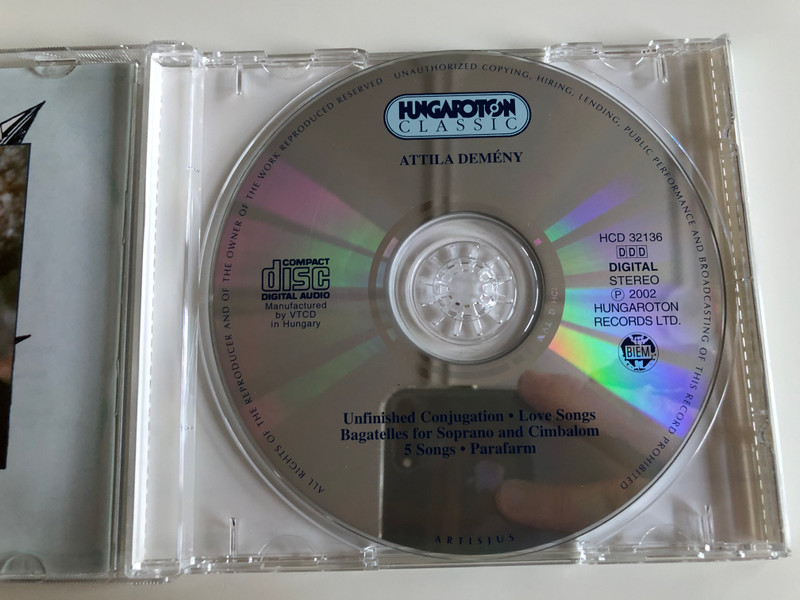 ALL RIGHTS OF THE REPRODUCER AND OF THE OWNER OF THE WORK REPRODUCED RESERVED UNAUTHORIZED COPYING, HIRING, LENDING, PUBLIC PERFORMANCE AND BROADCASTING OF THIS RECORD PROHIBITED
HUNGAROTON
CLASSIC
ATTILA DEMÉNY
COMPACT
disc
DIGITAL AUDIO
Manufactured
by VTCD
in Hungary
HCD 32136
DDD
DIGITAL
STEREO
℗ 2002
HUNGAROTON
RECORDS LTD.
BIEM
Unfinished Conjugation • Love Songs
Bagatelles for Soprano and Cimbalom
5 Songs • Parafarm
ARTISJUS